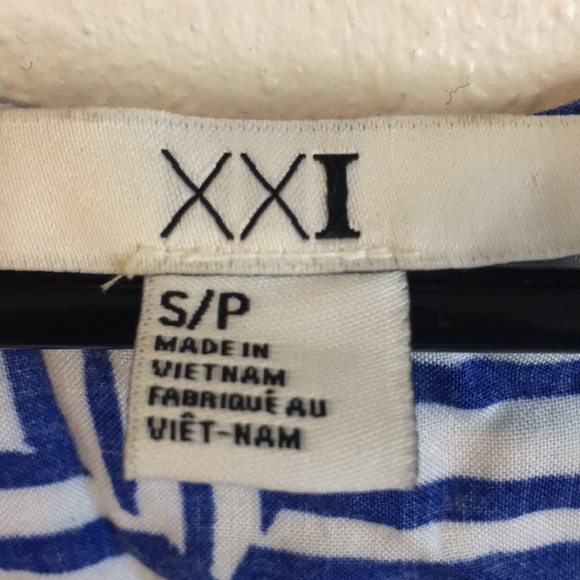 XXI
S/P
MADE IN
VIETNAM
FABRIQUÉ AU
VIÊT-NAM